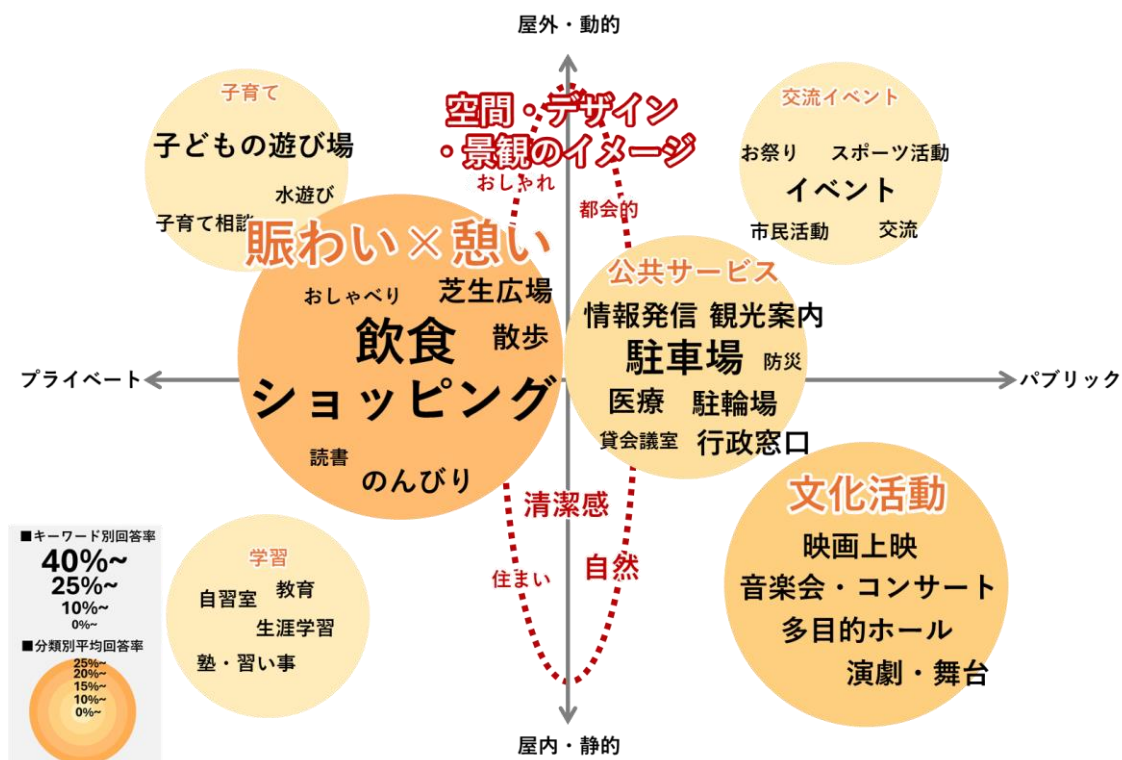 屋外・動的
子育て
子どもの遊び場
水遊び
子育て相談
空間・デザイン
・景観のイメージ
おしゃれ
都会的
交流イベント
お祭り スポーツ活動
イベント
市民活動 交流
賑わい×憩い
おしゃべり 芝生広場
飲食 散歩
ショッピング
読書
のんびり
公共サービス
情報発信 観光案内
駐車場 防災
医療 駐輪場
貸会議室 行政窓口
プライベート
パブリック
清潔感
住まい 自然
文化活動
映画上映
音楽会・コンサート
多目的ホール
演劇・舞台
学習
自習室 教育
生涯学習
塾・習い事
■キーワード別回答率
40%~
25%~
10%~
0%~
■分類別平均回答率
25%~
20%~
15%~
10%~
0%~
屋内・静的